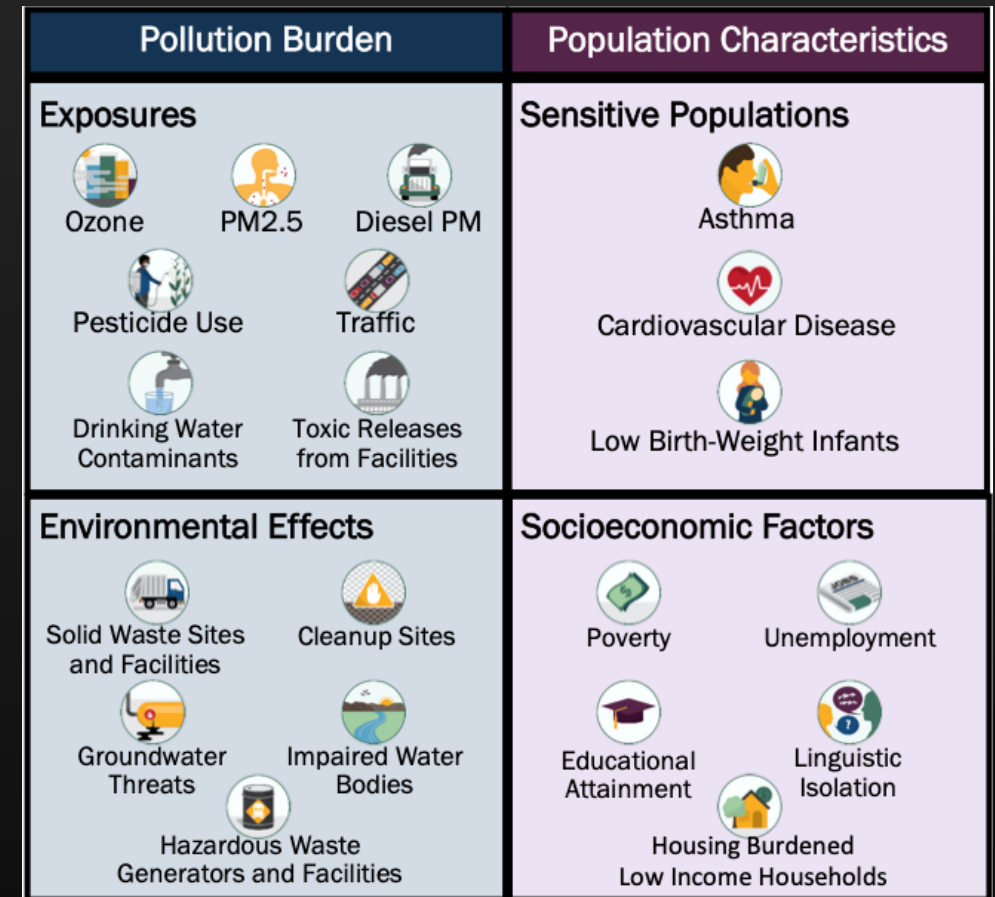 Pollution Burden
Population Characteristics
Exposures
Ozone
PM2.5
Diesel PM
Pesticide Use
Traffic
Drinking Water
Contaminants
Toxic Releases
from Facilities
Sensitive Populations
Asthma
Cardiovascular Disease
Low Birth-Weight Infants
Environmental Effects
Solid Waste Sites
and Facilities
Cleanup Sites
Groundwater
Threats
Impaired Water
Bodies
Hazardous Waste
Generators and Facilities
Socioeconomic Factors
Poverty
JOBS
Unemployment
Educational
Attainment
Linguistic
Isolation
Housing Burdened
Low Income Households